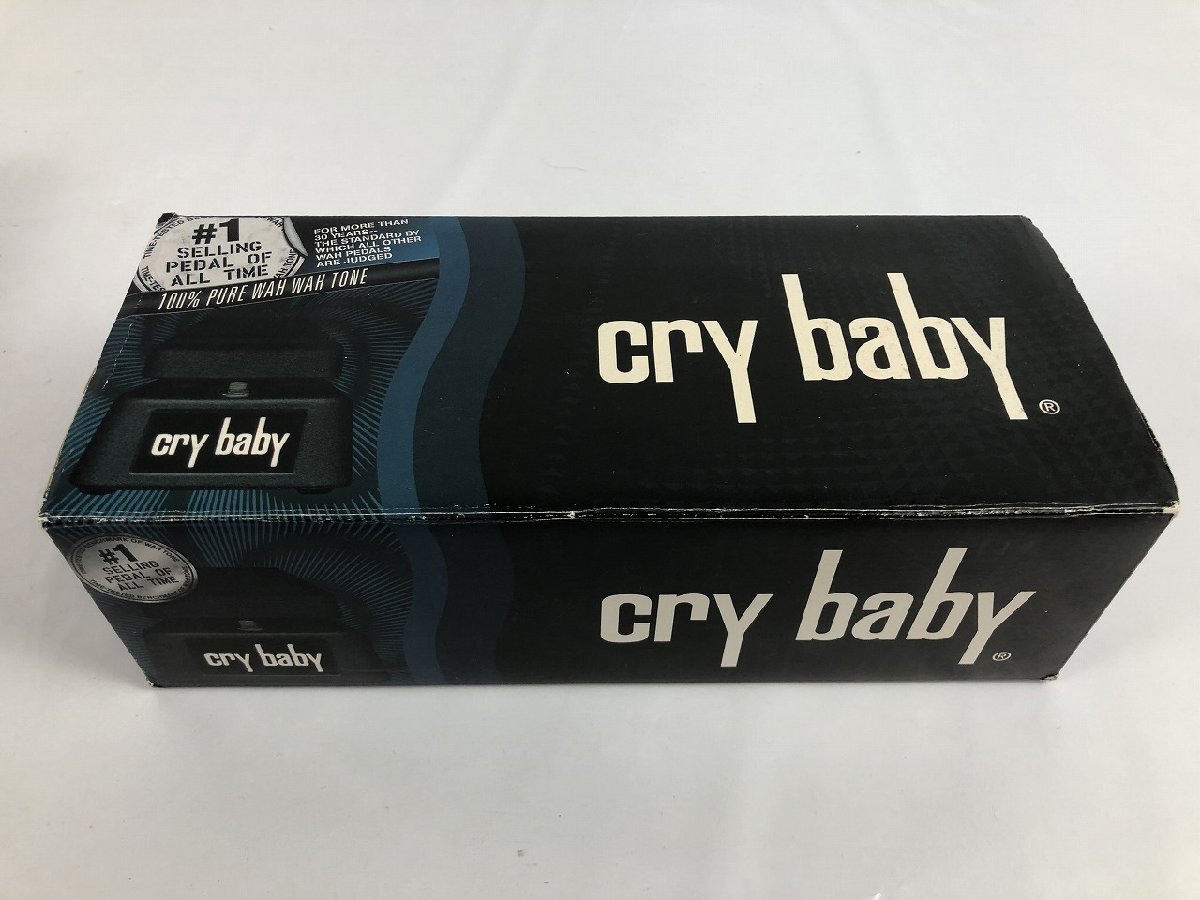 #1
SELLING
PEDAL OF
ALL TIME
FOR MORE THAN
30 YEARS--
THE STANDARD BY
WHICH ALL OTHER
WAH PEDALS
ARE JUDGED
100% PURE WAH WAH TONE
cry baby
cry baby ®
#1
SELLING
PEDAL OF
ALL TIME
cry baby
cry baby ®